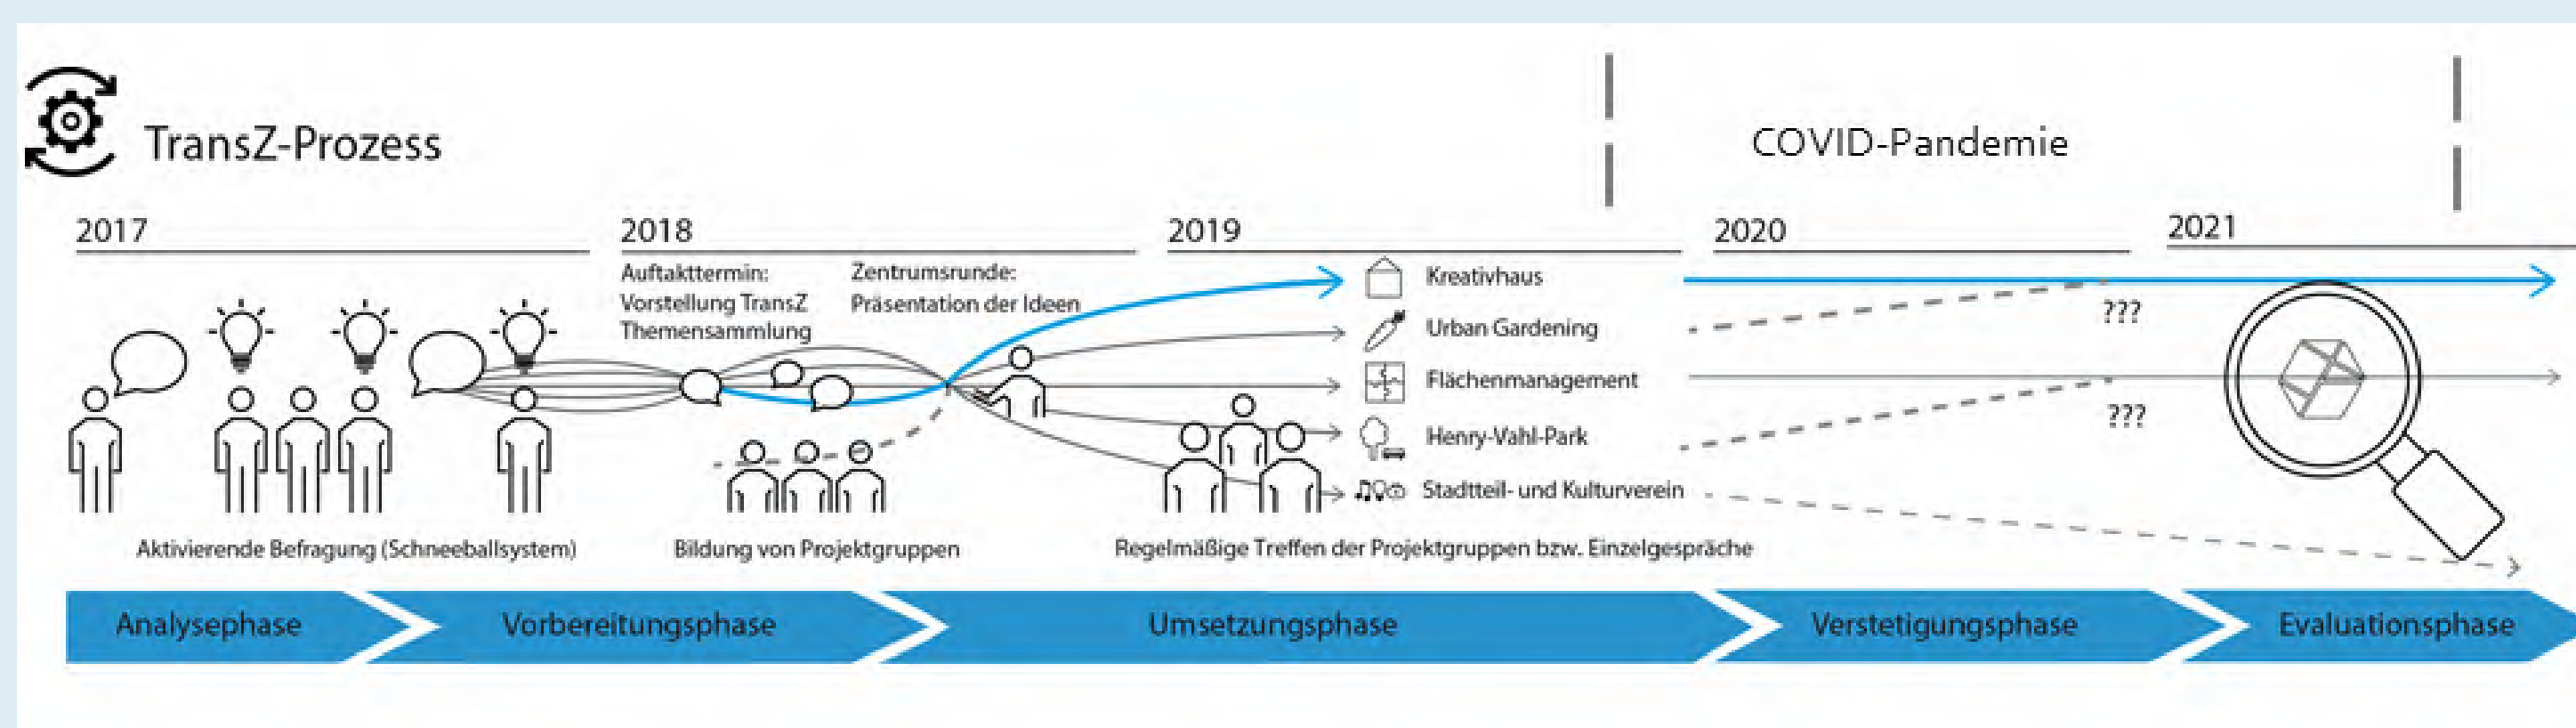 TransZ-Prozess
COVID-Pandemie
2017
2018
2019
2020
2021
Auftakttermin:
Vorstellung TransZ
Themensammlung
Zentrumsrunde:
Präsentation der Ideen
Kreativhaus
Urban Gardening
Flächenmanagement
Henry-Vahl-Park
Stadtteil- und Kulturverein
???
???
Aktivierende Befragung (Schneeballsystem)
Bildung von Projektgruppen
Regelmäßige Treffen der Projektgruppen bzw. Einzelgespräche
Analysephase
Vorbereitungsphase
Umsetzungsphase
Verstetigungsphase
Evaluationsphase